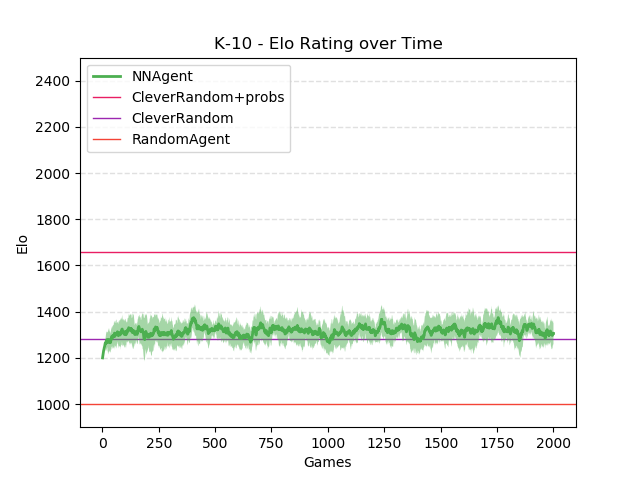 K-10 - Elo Rating over Time
NNAgent
CleverRandom+probs
CleverRandom
RandomAgent
2400
2200
2000
1800
1600
1400
1200
1000
Elo
0 250 500 750 1000 1250 1500 1750 2000
Games